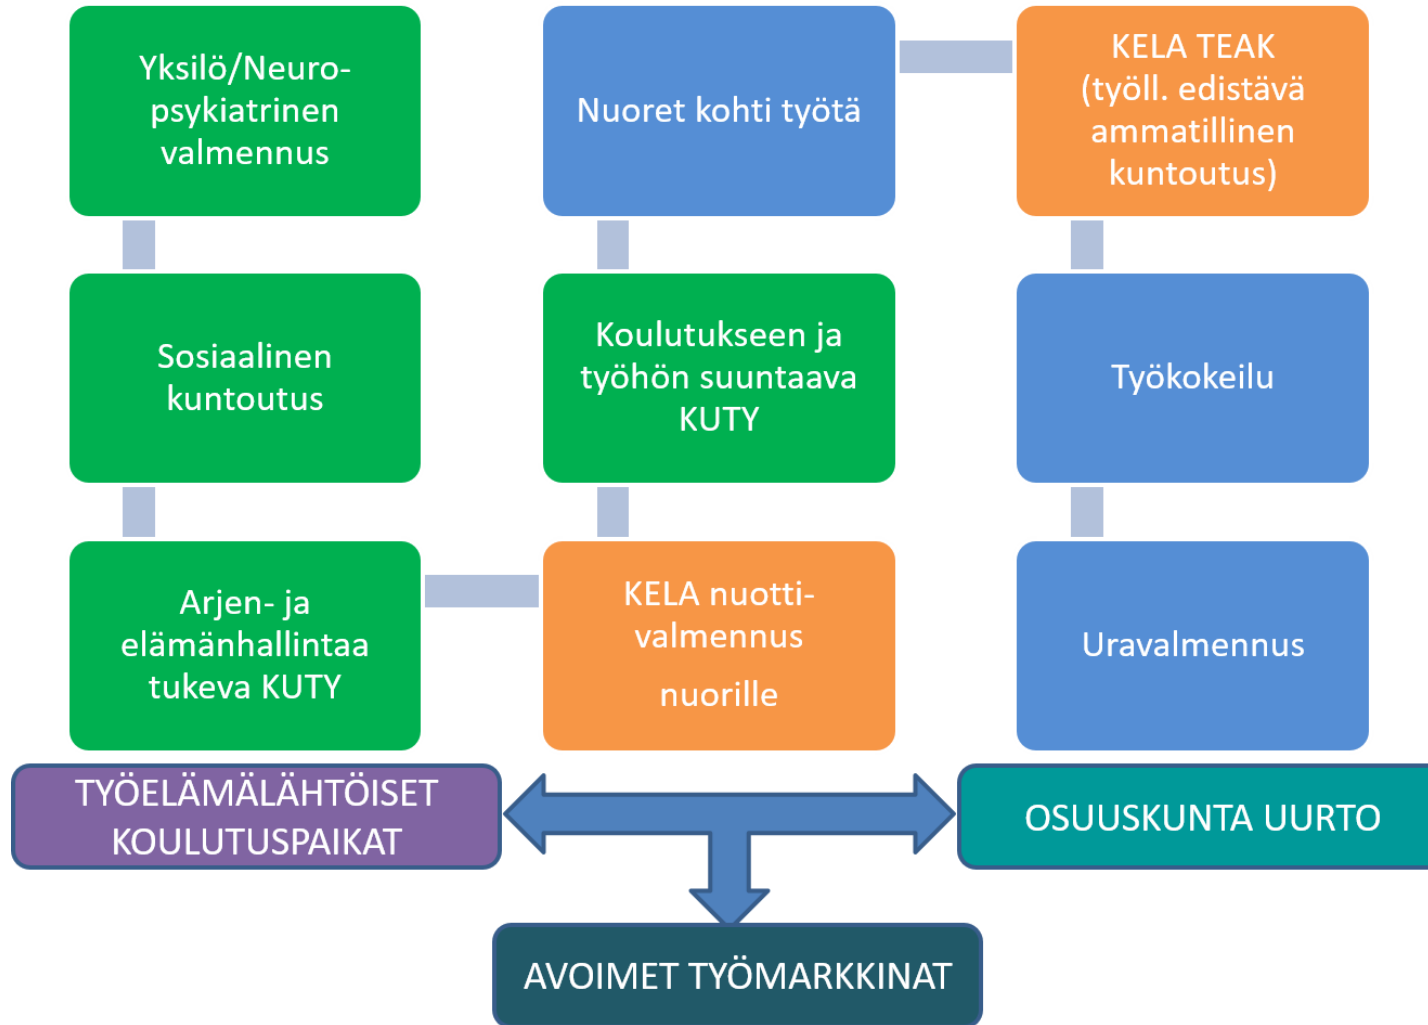 Yksilö/Neuro-
psykiatrinen
valmennus
Sosiaalinen
kuntoutus
Arjen- ja
elämänhallintaa
tukeva KUTY
KELA nuotti-
valmennus
nuorille
Koulutukseen ja
työhön suuntaava
KUTY
Nuoret kohti työtä
KELA TEAK
(työll. edistävä
ammatillinen
kuntoutus)
Työkokeilu
Uravalmennus
TYÖELÄMÄLÄHTÖISET
KOULUTUSPAIKAT
OSUUSKUNTA UURTO
AVOIMET TYÖMARKKINAT